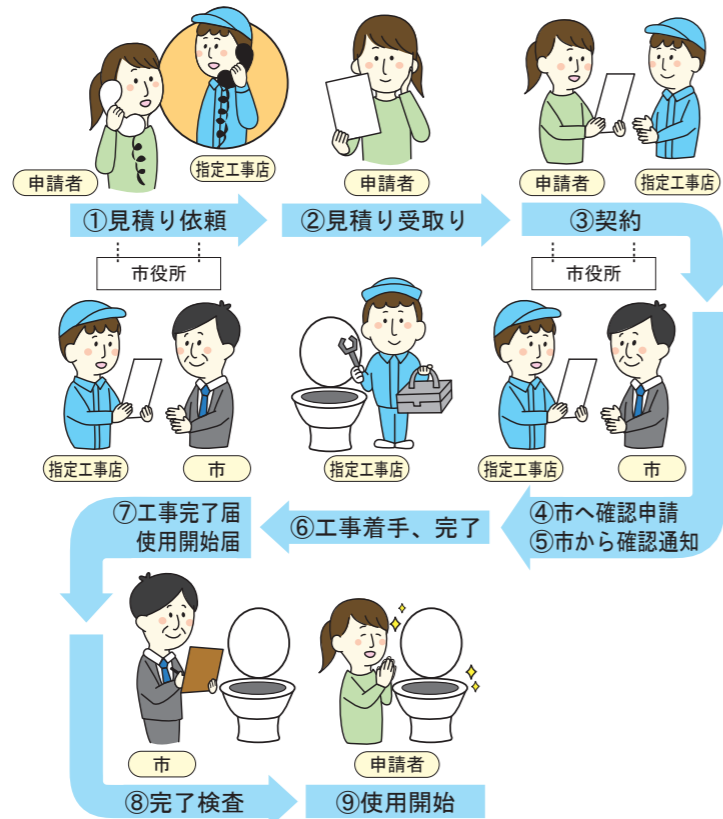 申請者
指定工事店
①見積り依頼
申請者
②見積り受取り
申請者
指定工事店
③契約
市役所
指定工事店
市
④市へ確認申請
⑤市から確認通知
指定工事店
⑥工事着手、完了
市役所
指定工事店
市
⑦工事完了届
使用開始届
市
⑧完了検査
申請者
⑨使用開始